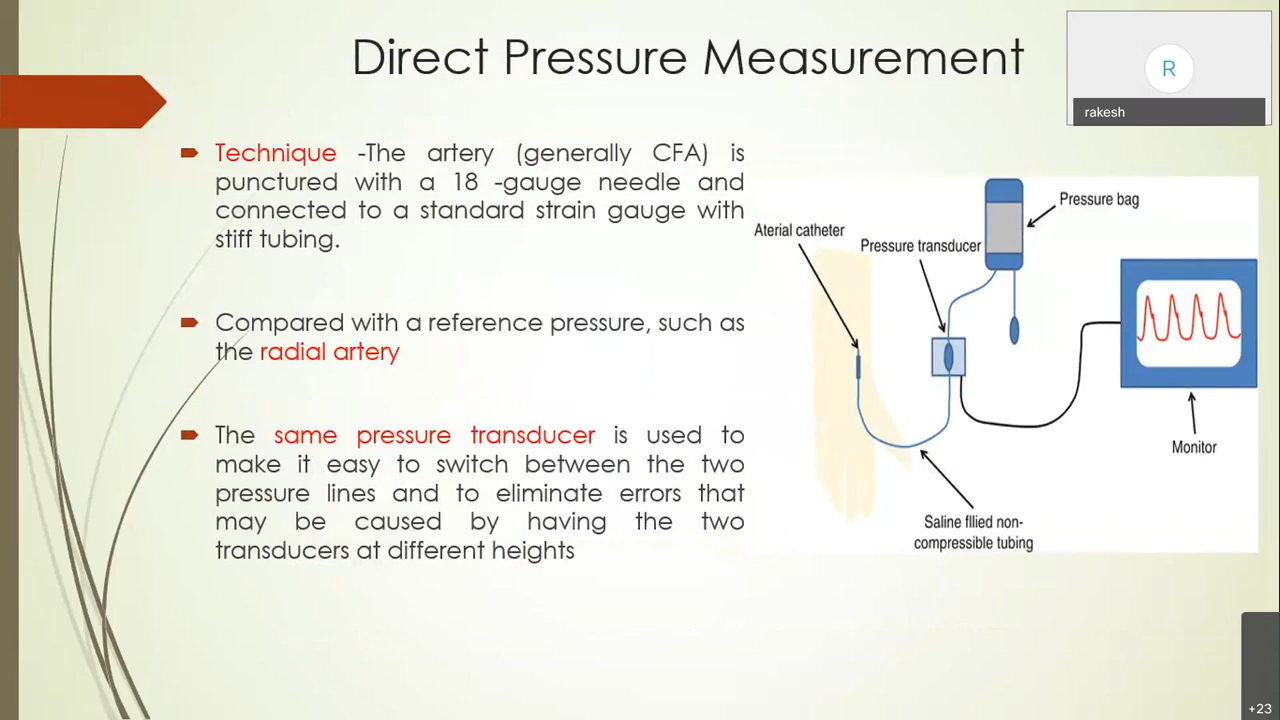 Direct Pressure Measurement
R
rakesh
Technique -The artery (generally CFA) is
punctured with a 18 -gauge needle and
connected to a standard strain gauge with
stiff tubing.
Compared with a reference pressure, such as
the radial artery
The same pressure transducer is used to
make it easy to switch between the two
pressure lines and to eliminate errors that
may be caused by having the two
transducers at different heights
Pressure bag
Aterial catheter
Pressure transducer
Monitor
Saline fllied non-
compressible tubing
+23